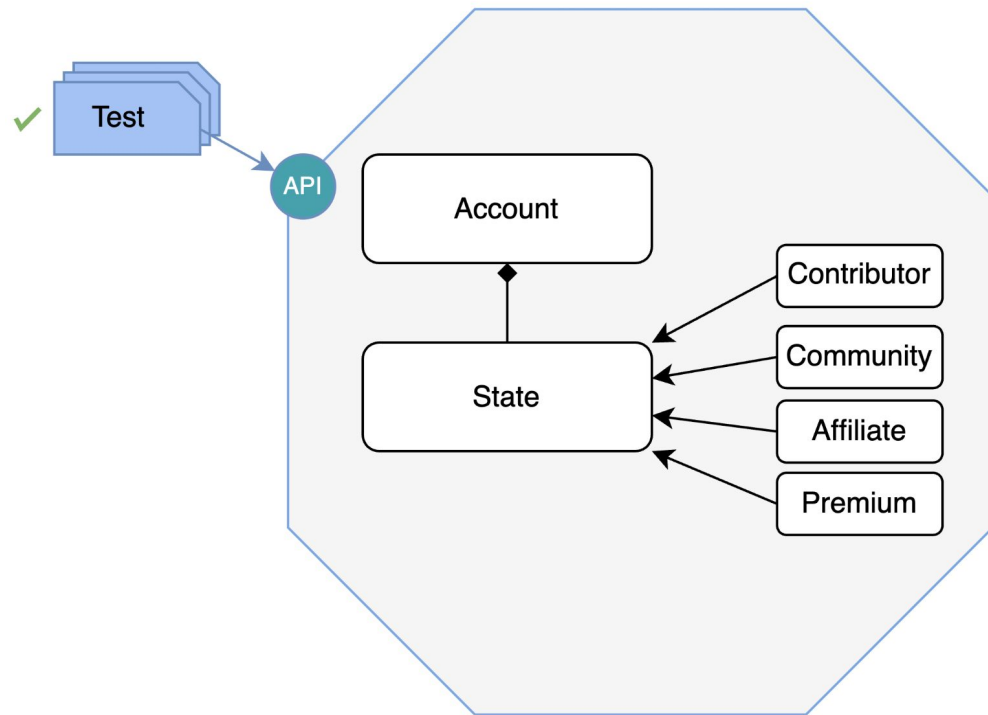 Test
API
Account
Contributor
Community
State
Affiliate
Premium